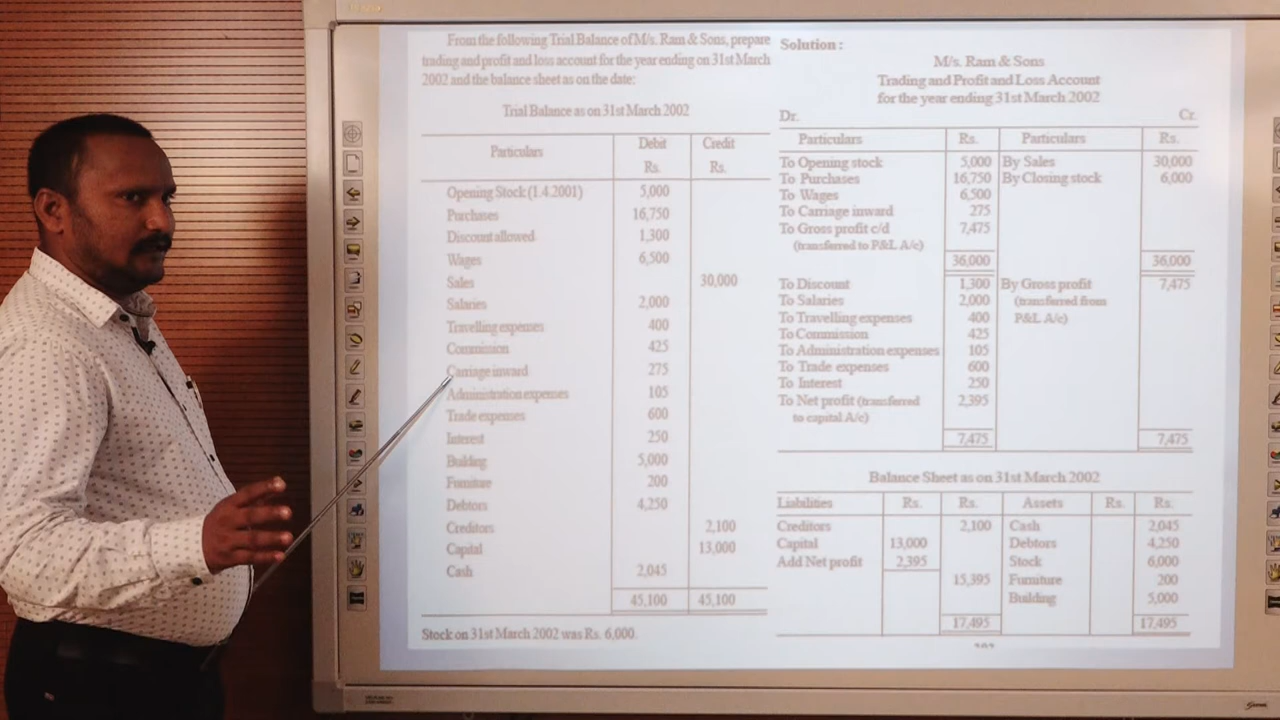 From the following Trial Balance of M/s. Ram & Sons, prepare
trading and profit and loss account for the year ending on 31st March
2002 and the balance sheet as on the date:
Trial Balance as on 31st March 2002
Particulars Debit Credit
Rs. Rs.
Opening Stock (1.4.2001) 5,000
Purchases 16,750
Discount allowed 1,300
Wages 6,500
Sales 30,000
Salaries 2,000
Travelling expenses 400
Commission 425
Carriage inward 275
Administration expenses 105
Trade expenses 600
Interest 250
Building 5,000
Furniture 200
Debtors 4,250
Creditors 2,100
Capital 13,000
Cash 2,045
45,100 45,100
Stock on 31st March 2002 was Rs. 6,000.
Solution :
M/s. Ram & Sons
Trading and Profit and Loss Account
for the year ending 31st March 2002
Dr. Cr.
Particulars Rs. Particulars Rs.
To Opening stock 5,000 By Sales 30,000
To Purchases 16,750 By Closing stock 6,000
To Wages 6,500
To Carriage inward 275
To Gross profit c/d 7,475
(transferred to P&L A/c)
36,000 36,000
To Discount 1,300 By Gross profit 7,475
To Salaries 2,000 (transferred from
To Travelling expenses 400 P&L A/c)
To Commission 425
To Administration expenses 105
To Trade expenses 600
To Interest 250
To Net profit (transferred 2,395
to capital A/c)
7,475 7,475
Balance Sheet as on 31st March 2002
Liabilities Rs. Rs. Assets Rs. Rs.
Creditors 2,100 Cash 2,045
Capital 13,000 Debtors 4,250
Add Net profit 2,395 Stock 6,000
15,395 Furniture 200
Building 5,000
17,495 17,495